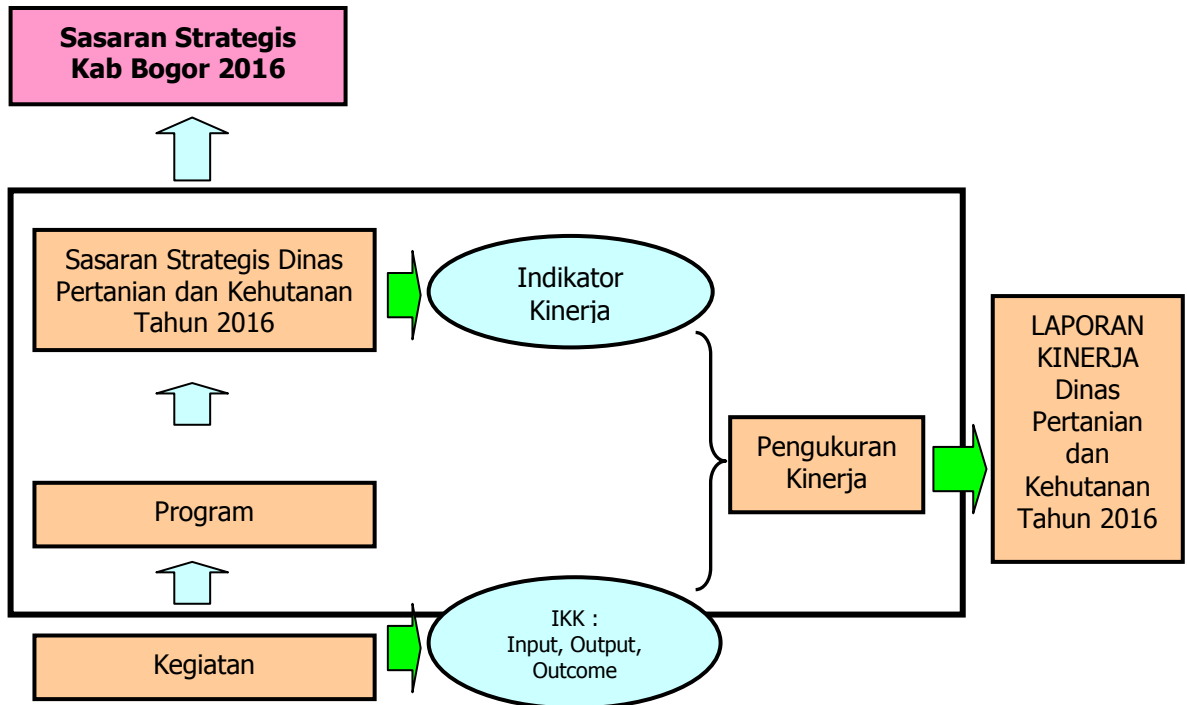 Sasaran Strategis
Kab Bogor 2016
Sasaran Strategis Dinas
Pertanian dan Kehutanan
Tahun 2016
Indikator
Kinerja
LAPORAN
KINERJA
Dinas
Pertanian
dan
Kehutanan
Tahun 2016
Pengukuran
Kinerja
Program
Kegiatan
IKK :
Input, Output,
Outcome